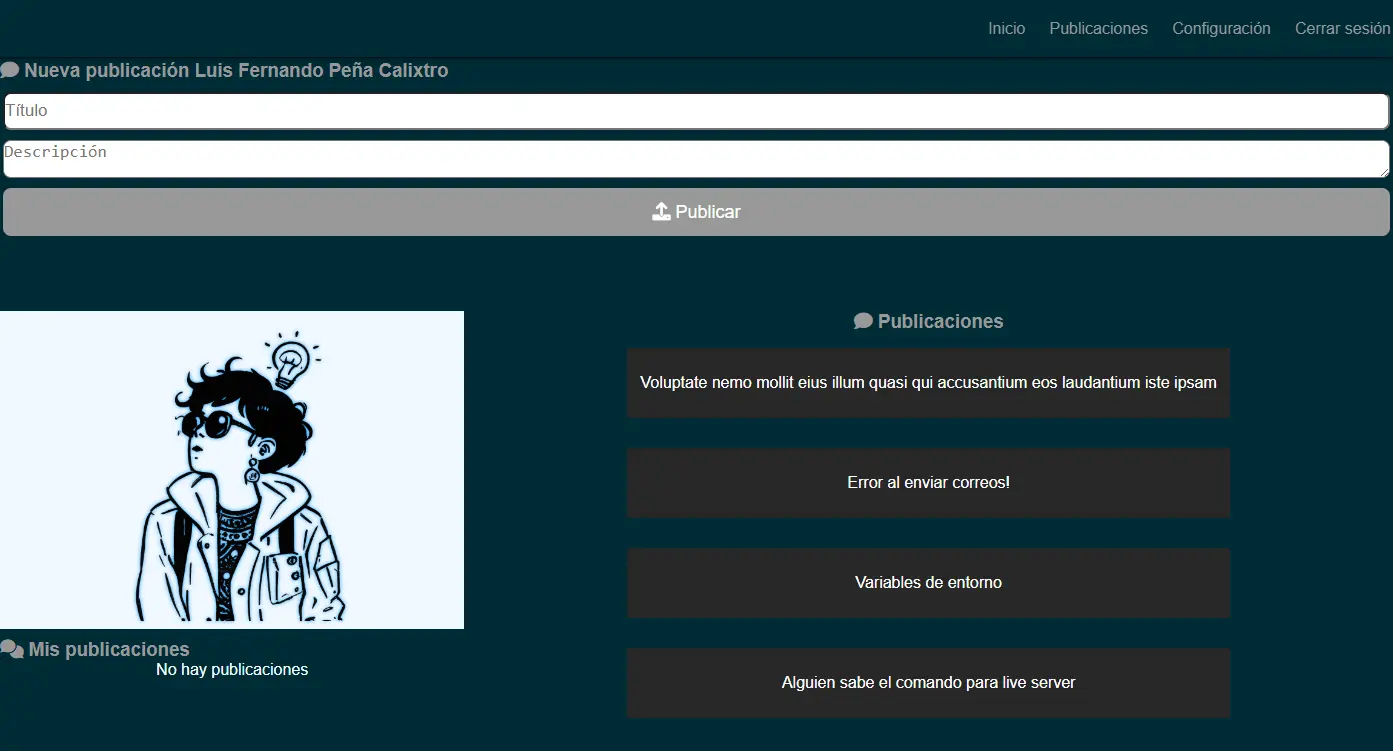 Inicio Publicaciones Configuración Cerrar sesión
Nueva publicación Luis Fernando Peña Calixtro
Título
Descripción
Publicar
Publicaciones
Voluptate nemo mollit eius illum quasi qui accusantium eos laudantium iste ipsam
Error al enviar correos!
Variables de entorno
Alguien sabe el comando para live server
Mis publicaciones
No hay publicaciones